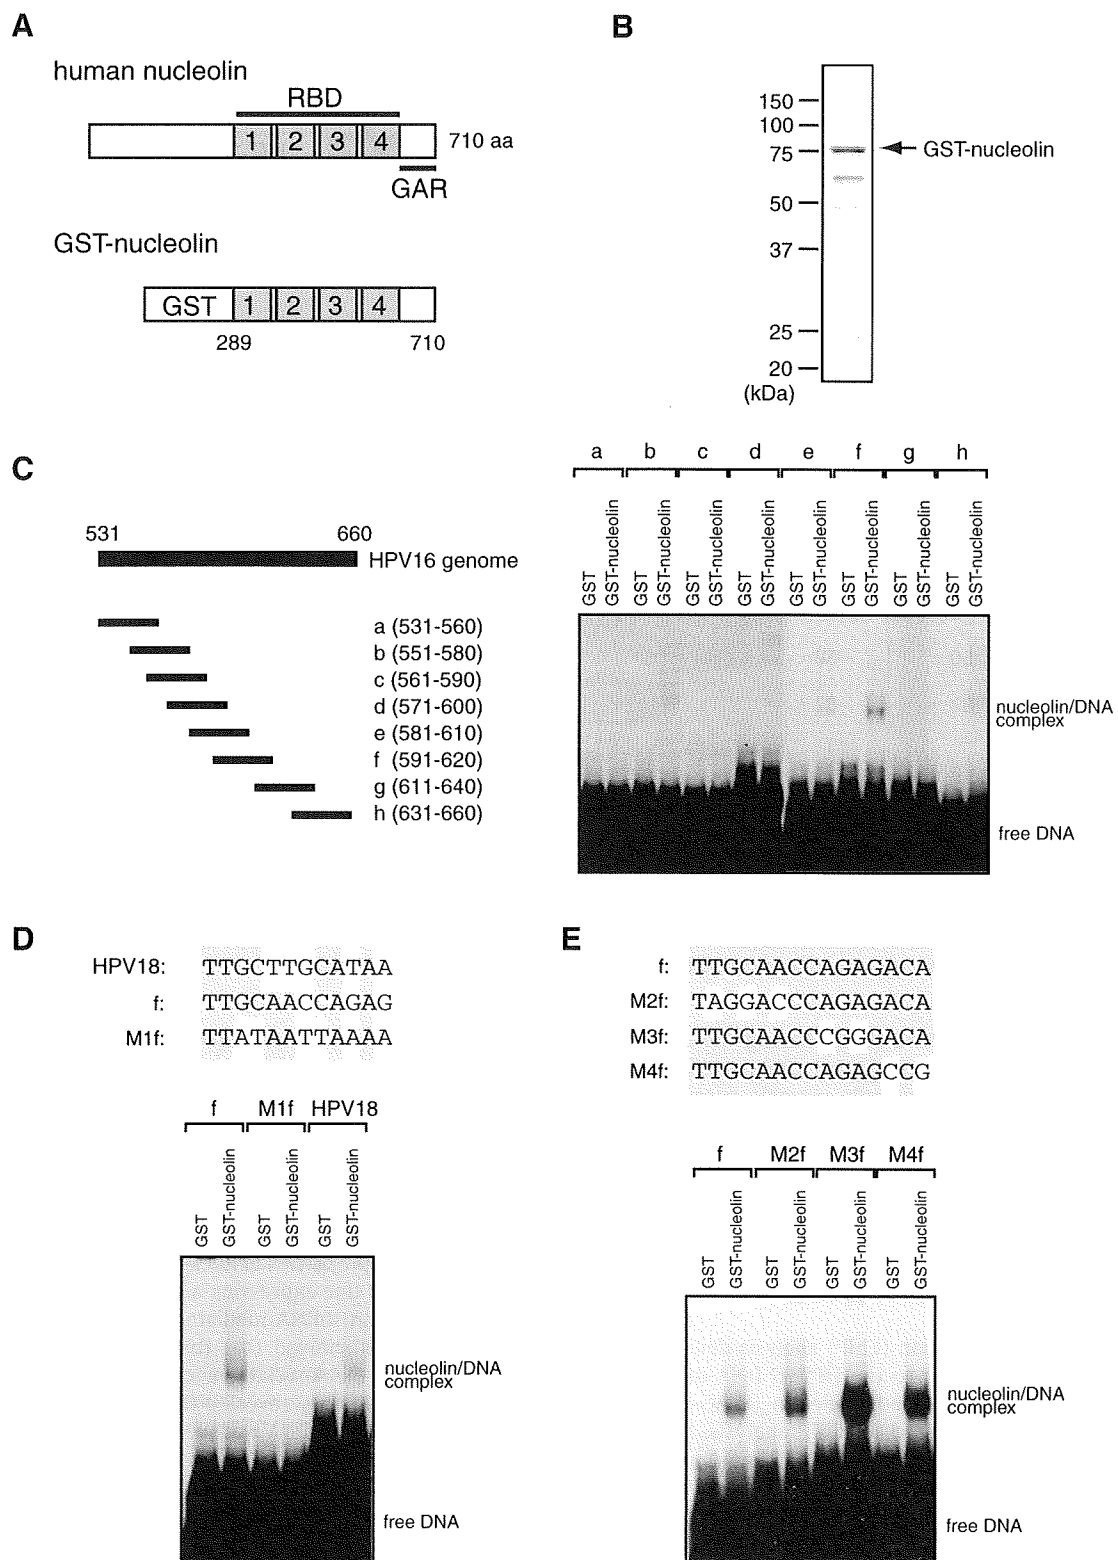 A
human nucleolin
RBD
1 2 3 4
710 aa
GAR
GST-nucleolin
GST 1 2 3 4
289 710
B
150
100
75
50
37
25
20
(kDa)
GST-nucleolin
C
531 660
HPV16 genome
a (531-560)
b (551-580)
c (561-590)
d (571-600)
e (581-610)
f (591-620)
g (611-640)
h (631-660)
a b c d e f g h
GST GST-nucleolin GST GST-nucleolin GST GST-nucleolin GST GST-nucleolin GST GST-nucleolin GST GST-nucleolin GST GST-nucleolin GST GST-nucleolin
nucleolin/DNA
complex
free DNA
D
HPV18: TTGCTTGCATAA
f: TTGCAACCAGAG
M1f: TTATAATTAAAA
f M1f HPV18
GST GST-nucleolin GST GST-nucleolin GST GST-nucleolin
nucleolin/DNA
complex
free DNA
E
f: TTGCAACCAGAGACA
M2f: TAGGACCCAGAGACA
M3f: TTGCAACCCGGGACA
M4f: TTGCAACCAGAGCCG
f M2f M3f M4f
GST GST-nucleolin GST GST-nucleolin GST GST-nucleolin GST GST-nucleolin
nucleolin/DNA
complex
free DNA